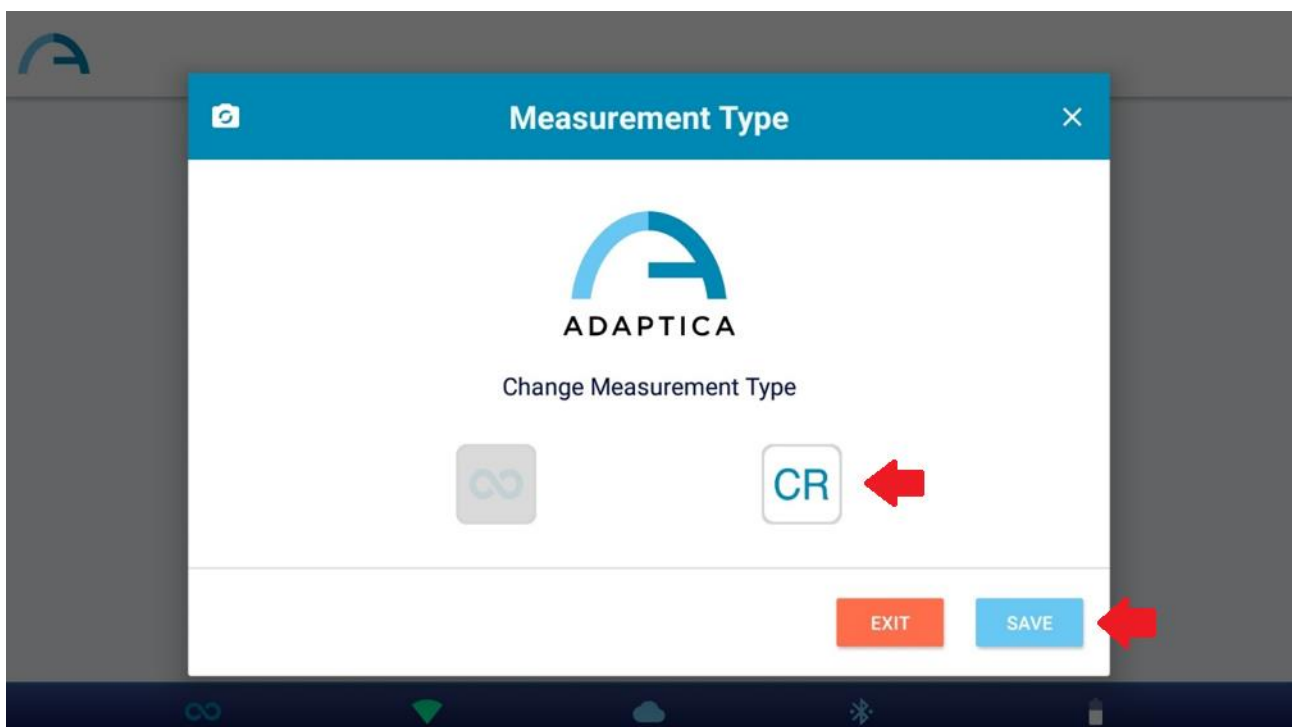 Measurement Type
ADAPTICA
Change Measurement Type
CR
EXIT
SAVE